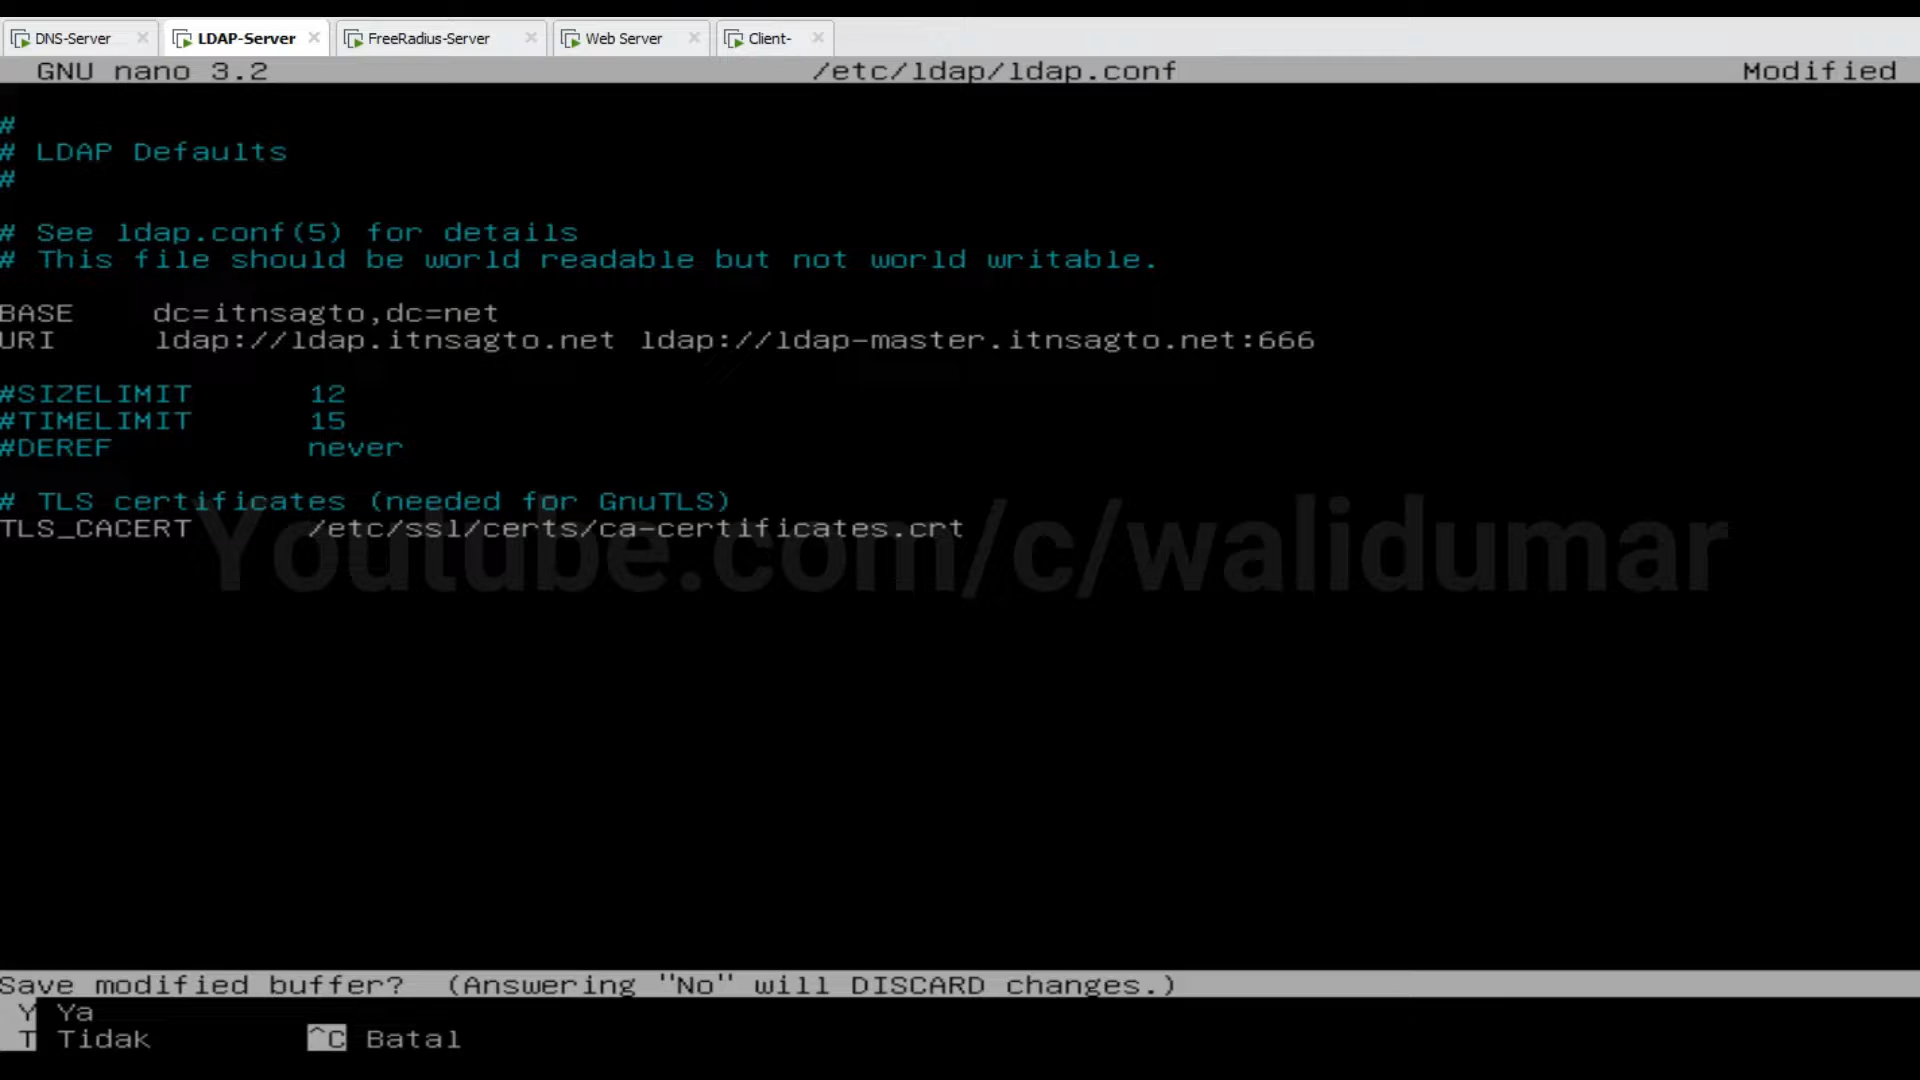 DNS-Server
LDAP-Server
FreeRadius-Server
Web Server
Client-
GNU nano 3.2 /etc/ldap/ldap.conf Modified
#
# LDAP Defaults
#
# See ldap.conf(5) for details
# This file should be world readable but not world writable.
BASE dc=itnsagto,dc=net
URI ldap://ldap.itnsagto.net ldap://ldap-master.itnsagto.net:666
#SIZELIMIT 12
#TIMELIMIT 15
#DEREF never
# TLS certificates (needed for GnuTLS)
TLS_CACERT /etc/ssl/certs/ca-certificates.crt
Youtube.com/c/walidumar
Save modified buffer? (Answering "No" will DISCARD changes.)
Y Ya
T Tidak ^C Batal